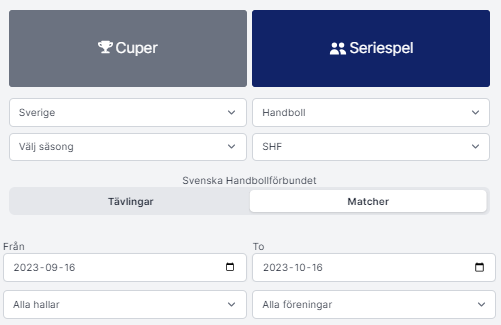 Cuper
Seriespel
Sverige
Handboll
Välj säsong
SHF
Svenska Handbollförbundet
Tävlingar
Matcher
Från
To
2023-09-16
2023-10-16
Alla hallar
Alla föreningar